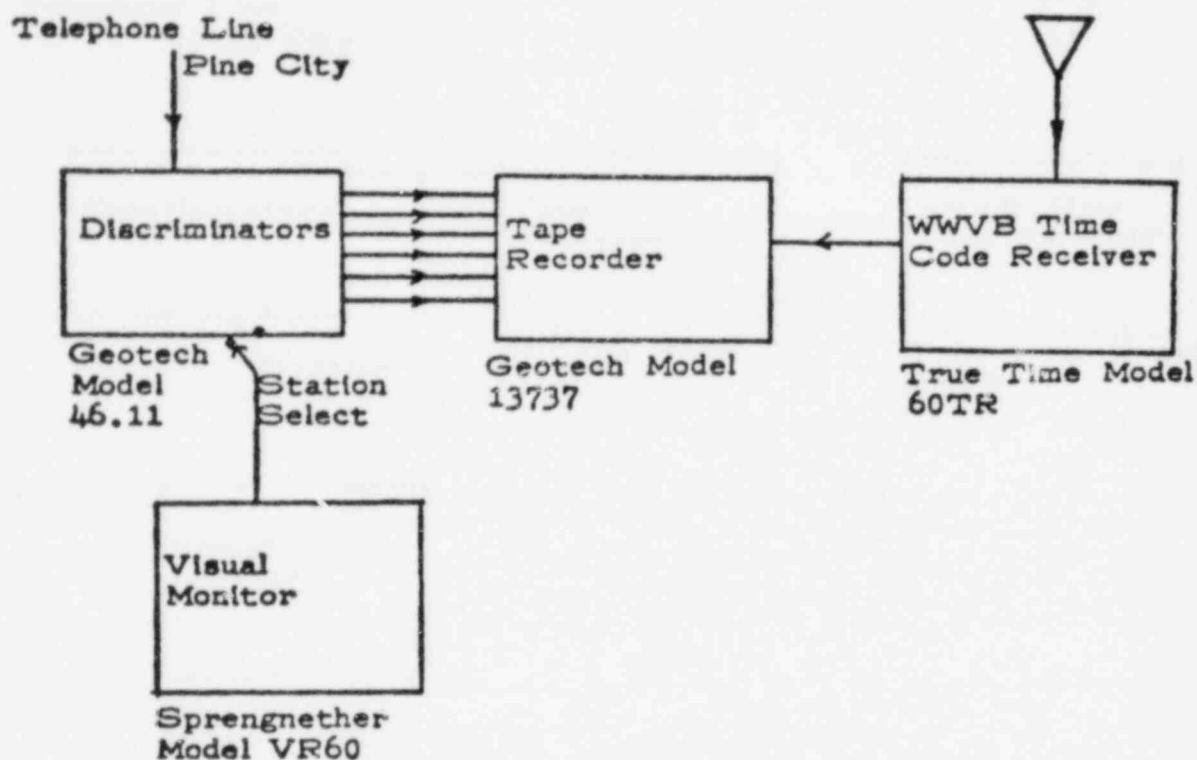 Telephone Line
Pine City
Discriminators
Geotech
Model
46.11
Station
Select
Tape
Recorder
Geotech Model
13737
WWVB Time
Code Receiver
True Time Model
60TR
Visual
Monitor
Sprengnether
Model VR60